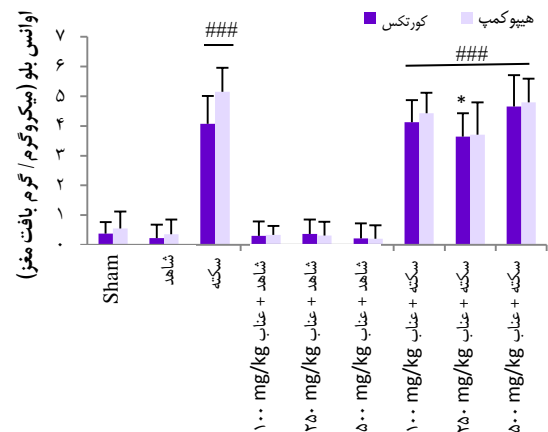 کورتکس
هیپوکمپ
اوانس بلو (میکروگرم/ گرم بافت مغز)
۷
۶
۵
۴
۳
۲
۱
۰
###
###
*
Sham
شاهد
سکته
شاهد + عناب ۱۰۰ mg/kg
شاهد + عناب ۲۵۰ mg/kg
شاهد + عناب ۵۰۰ mg/kg
سکته + عناب ۱۰۰ mg/kg
سکته + عناب ۲۵۰ mg/kg
سکته + عناب ۵۰۰ mg/kg